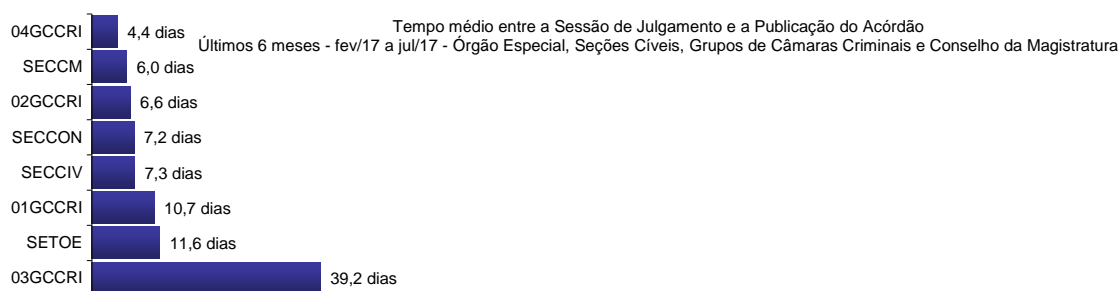 Tempo médio entre a Sessão de Julgamento e a Publicação do Acórdão
Últimos 6 meses - fev/17 a jul/17 - Órgão Especial, Seções Cíveis, Grupos de Câmaras Criminais e Conselho da Magistratura
04GCCRI 4,4 dias
SECCM 6,0 dias
02GCCRI 6,6 dias
SECCON 7,2 dias
SECCIV 7,3 dias
01GCCRI 10,7 dias
SETOE 11,6 dias
03GCCRI 39,2 dias